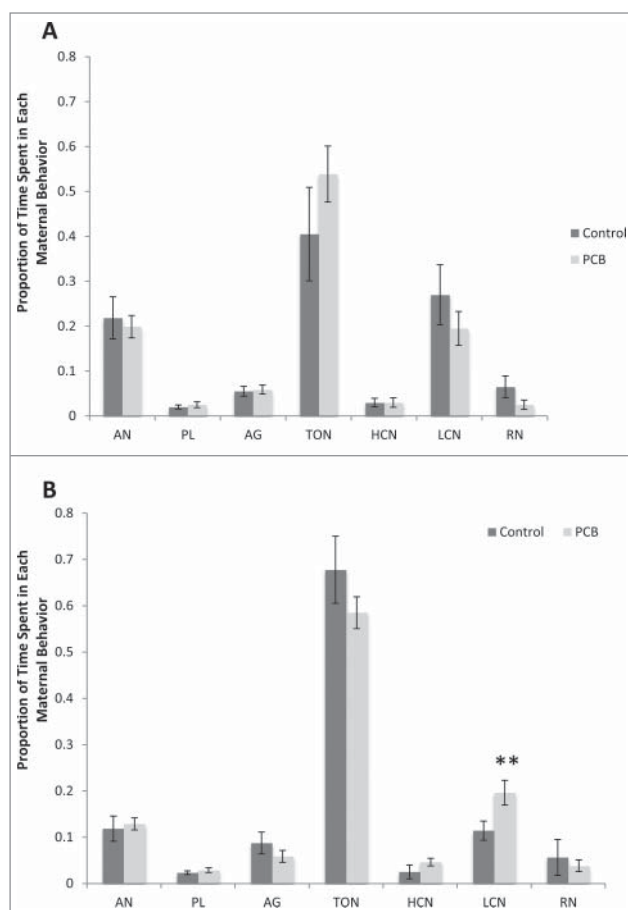 A
Proportion of Time Spent in Each
Maternal Behavior
0.8
0.7
0.6
0.5
0.4
0.3
0.2
0.1
0
Control
PCB
AN PL AG TON HCN LCN RN
B
Proportion of Time Spent in Each
Maternal Behavior
0.8
0.7
0.6
0.5
0.4
0.3
0.2
0.1
0
Control PCB
**
AN PL AG TON HCN LCN RN